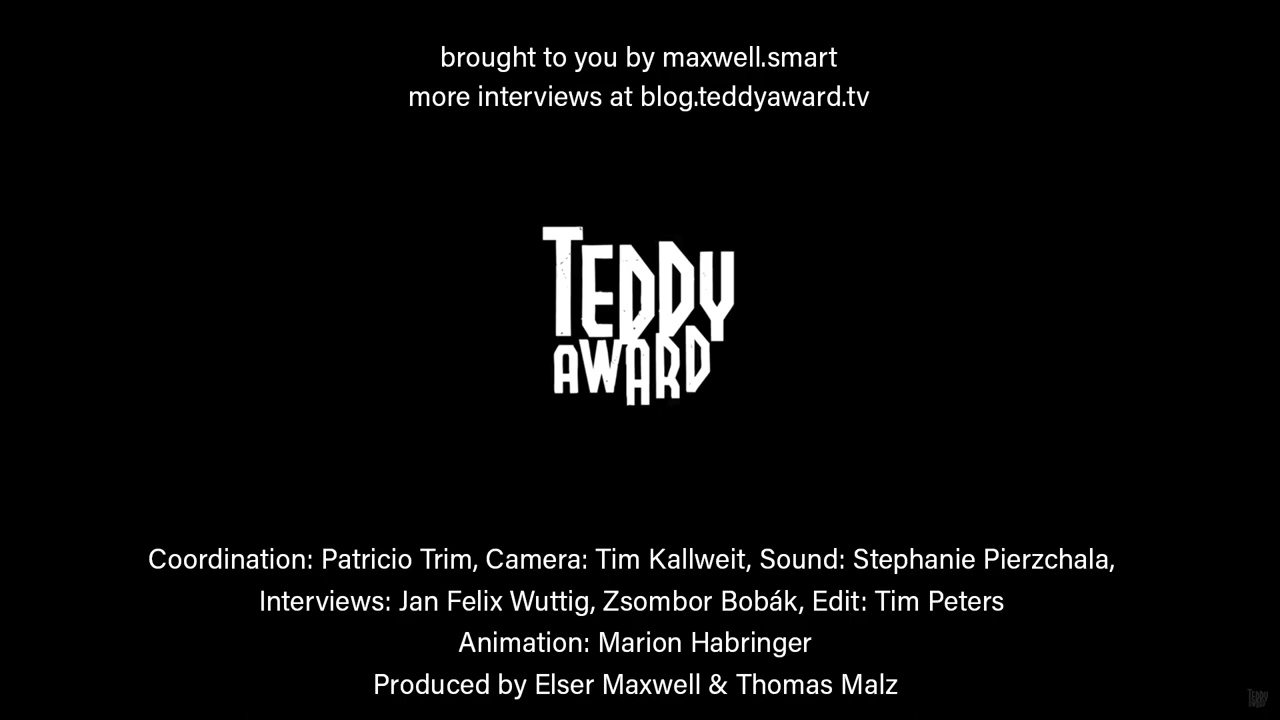 brought to you by maxwell.smart
more interviews at blog.teddyaward.tv
TEDDY
AWARD
Coordination: Patricio Trim, Camera: Tim Kallweit, Sound: Stephanie Pierzchala,
Interviews: Jan Felix Wuttig, Zsombor Bobák, Edit: Tim Peters
Animation: Marion Habringer
Produced by Elser Maxwell & Thomas Malz
TEDDY
AWARD